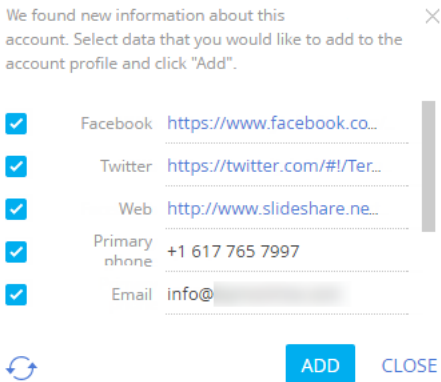 We found new information about this
account. Select data that you would like to add to the
account profile and click "Add".
Facebook https://www.facebook.co...
Twitter https://twitter.com/#!/Ter...
Web http://www.slideshare.ne...
Primary
phone +1 617 765 7997
Email info@
ADD CLOSE